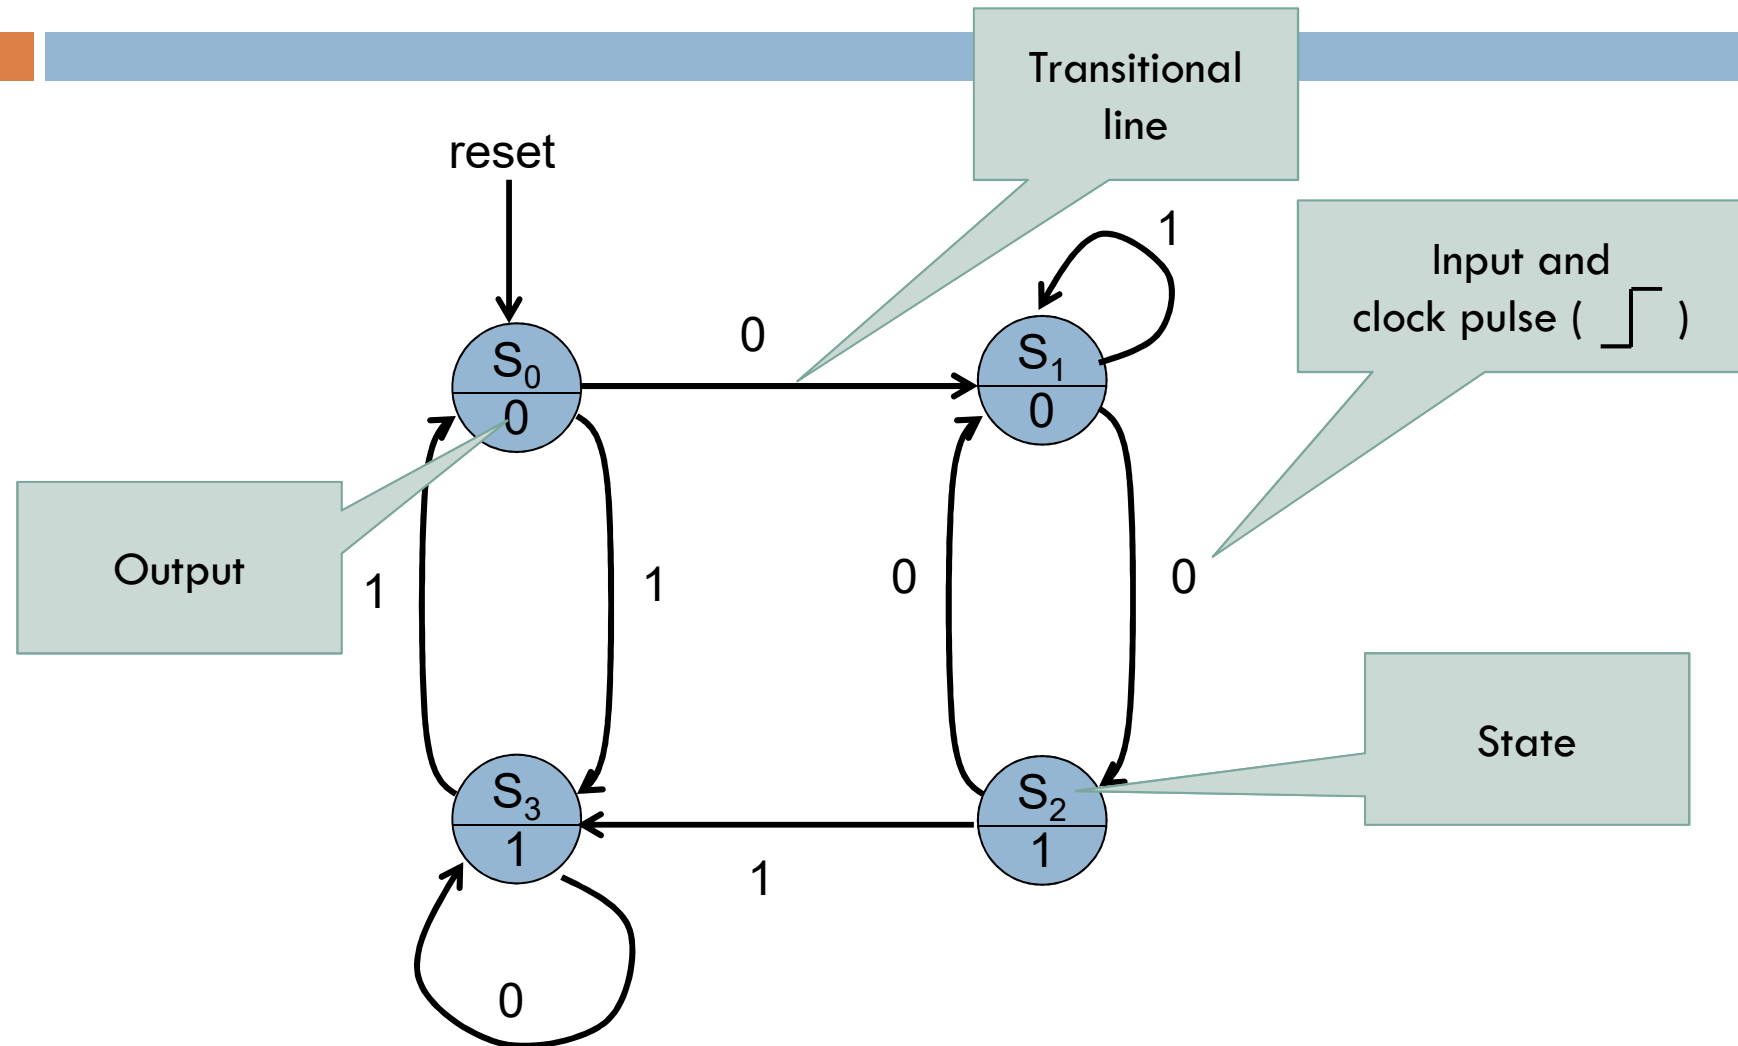 Transitional
line
reset
1
Input and
clock pulse ( )
0
S0
0
S1
0
Output
1
1
0
0
State
S3
1
S2
1
1
0